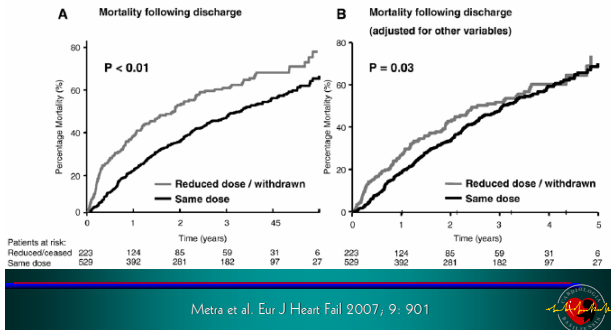 A Mortality following discharge
80
60
40
20
0
Percentage Mortality (%)
P < 0.01
Reduced dose / withdrawn
Same dose
0 1 2 3 45
Time (years)
B Mortality following discharge
(adjusted for other variables)
80
60
40
20
0
Percentage Mortality (%)
P = 0.03
Reduced dose / withdrawn
Same dose
0 1 2 3 4 5
Time (years)
Patients at risk:
Reduced/ceased 223 124 85 59 31 6 223 124 85 59 31 6
Same dose 529 392 281 182 97 27 529 392 281 182 97 27
Metra et al. Eur J Heart Fail 2007; 9: 901
CARDIOLOGIA